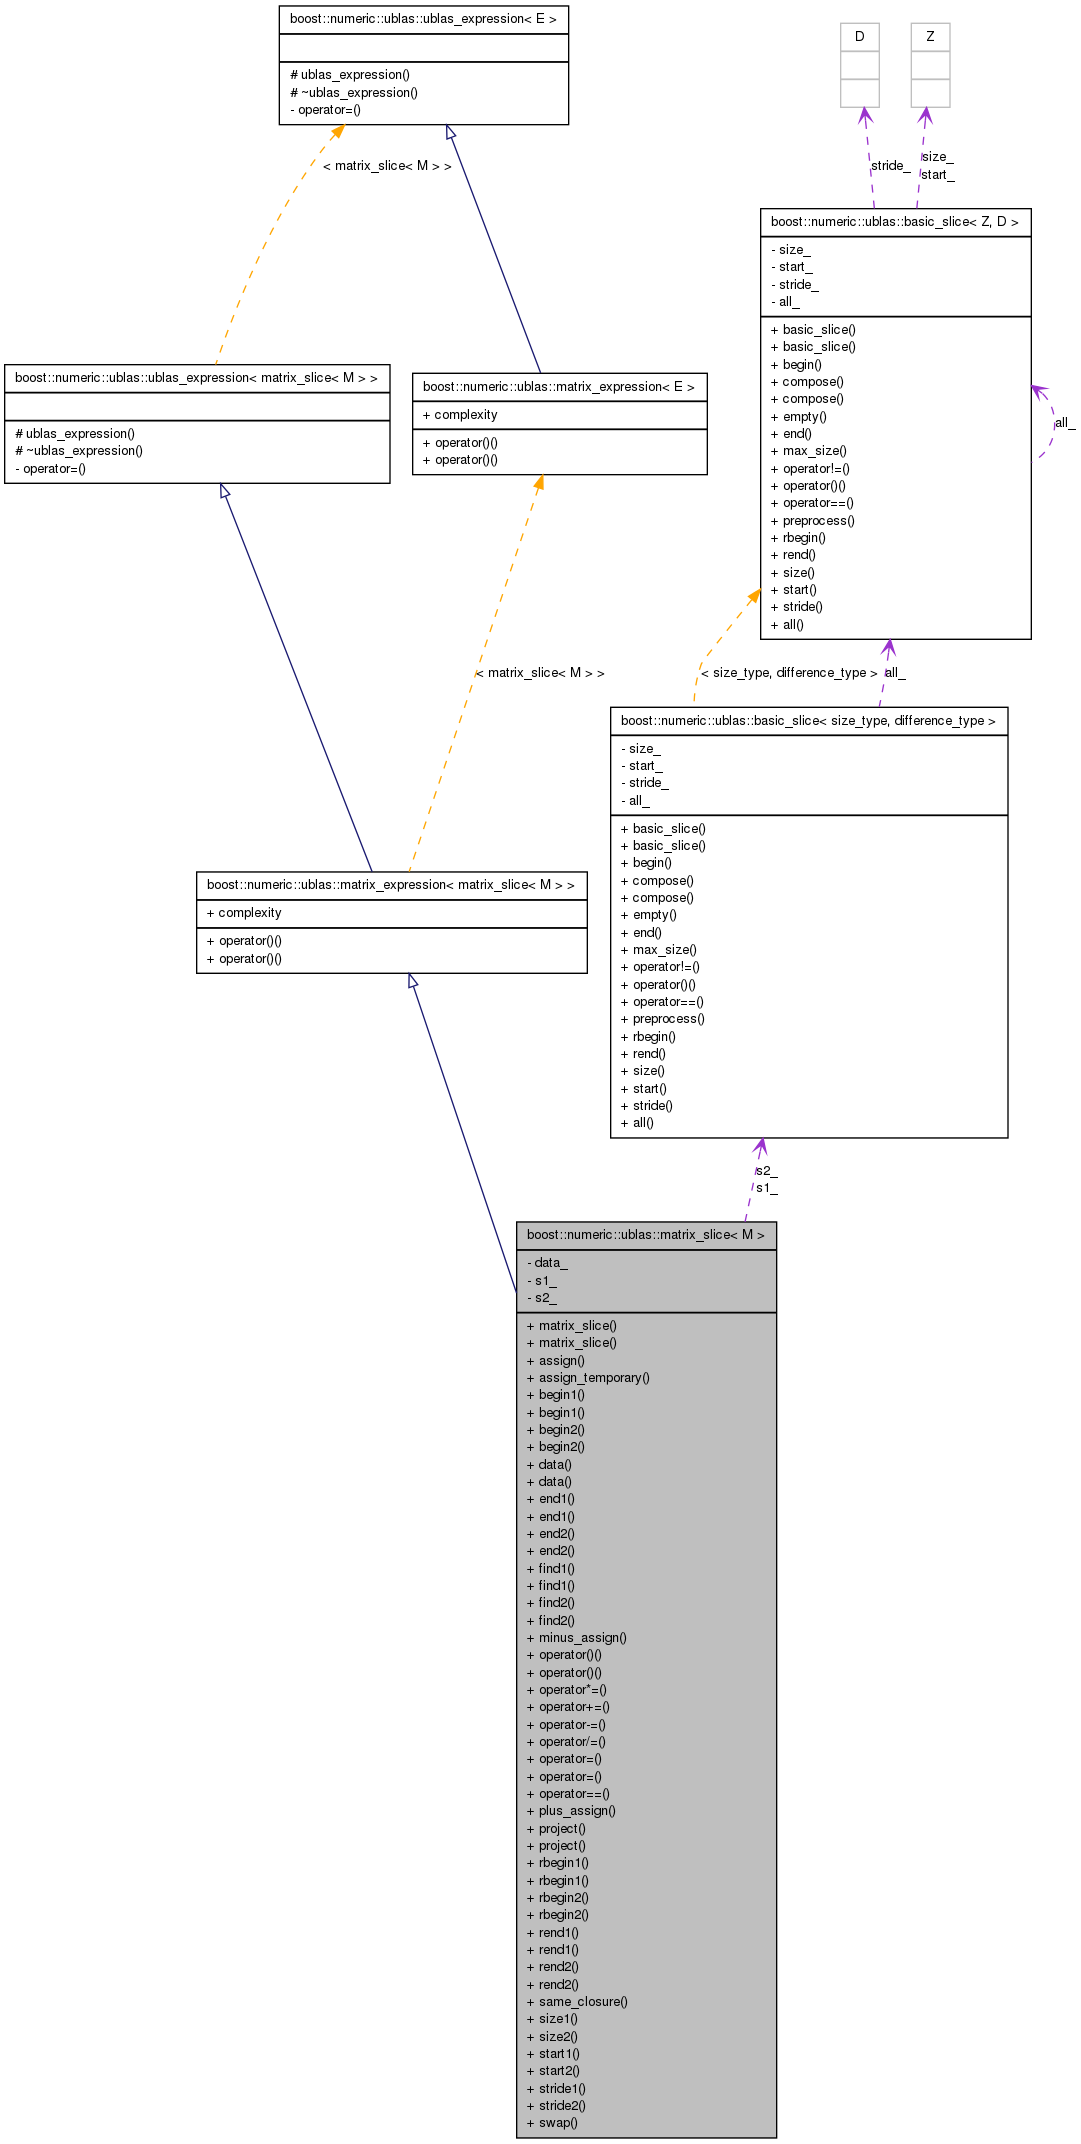 boost::numeric::ublas::ublas_expression< E >
# ublas_expression()
# ~ublas_expression()
- operator=()
D
Z
< matrix_slice< M > >
stride_
size_
start_
boost::numeric::ublas::basic_slice< Z, D >
- size_
- start_
- stride_
- all_
+ basic_slice()
+ basic_slice()
+ begin()
+ compose()
+ compose()
+ empty()
+ end()
+ max_size()
+ operator!=()
+ operator()()
+ operator==()
+ preprocess()
+ rbegin()
+ rend()
+ size()
+ start()
+ stride()
+ all()
all_
boost::numeric::ublas::ublas_expression< matrix_slice< M > >
# ublas_expression()
# ~ublas_expression()
- operator=()
boost::numeric::ublas::matrix_expression< E >
+ complexity
+ operator()()
+ operator()()
< matrix_slice< M > >
< size_type, difference_type >
all_
boost::numeric::ublas::basic_slice< size_type, difference_type >
- size_
- start_
- stride_
- all_
+ basic_slice()
+ basic_slice()
+ begin()
+ compose()
+ compose()
+ empty()
+ end()
+ max_size()
+ operator!=()
+ operator()()
+ operator==()
+ preprocess()
+ rbegin()
+ rend()
+ size()
+ start()
+ stride()
+ all()
boost::numeric::ublas::matrix_expression< matrix_slice< M > >
+ complexity
+ operator()()
+ operator()()
s2_
s1_
boost::numeric::ublas::matrix_slice< M >
- data_
- s1_
- s2_
+ matrix_slice()
+ matrix_slice()
+ assign()
+ assign_temporary()
+ begin1()
+ begin1()
+ begin2()
+ begin2()
+ data()
+ data()
+ end1()
+ end1()
+ end2()
+ end2()
+ find1()
+ find1()
+ find2()
+ find2()
+ minus_assign()
+ operator()()
+ operator()()
+ operator*=()
+ operator+=()
+ operator-=()
+ operator/=()
+ operator=()
+ operator=()
+ operator==()
+ plus_assign()
+ project()
+ project()
+ rbegin1()
+ rbegin1()
+ rbegin2()
+ rbegin2()
+ rend1()
+ rend1()
+ rend2()
+ rend2()
+ same_closure()
+ size1()
+ size2()
+ start1()
+ start2()
+ stride1()
+ stride2()
+ swap()